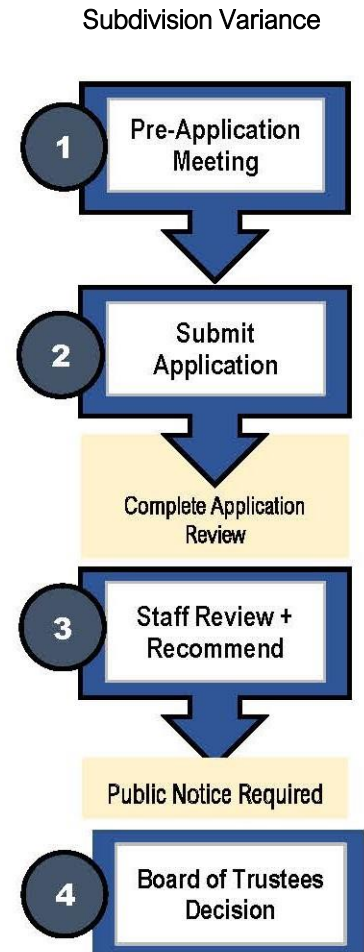 Subdivision Variance
1
Pre-Application
Meeting
2
Submit
Application
Complete Application
Review
3
Staff Review +
Recommend
Public Notice Required
4
Board of Trustees
Decision